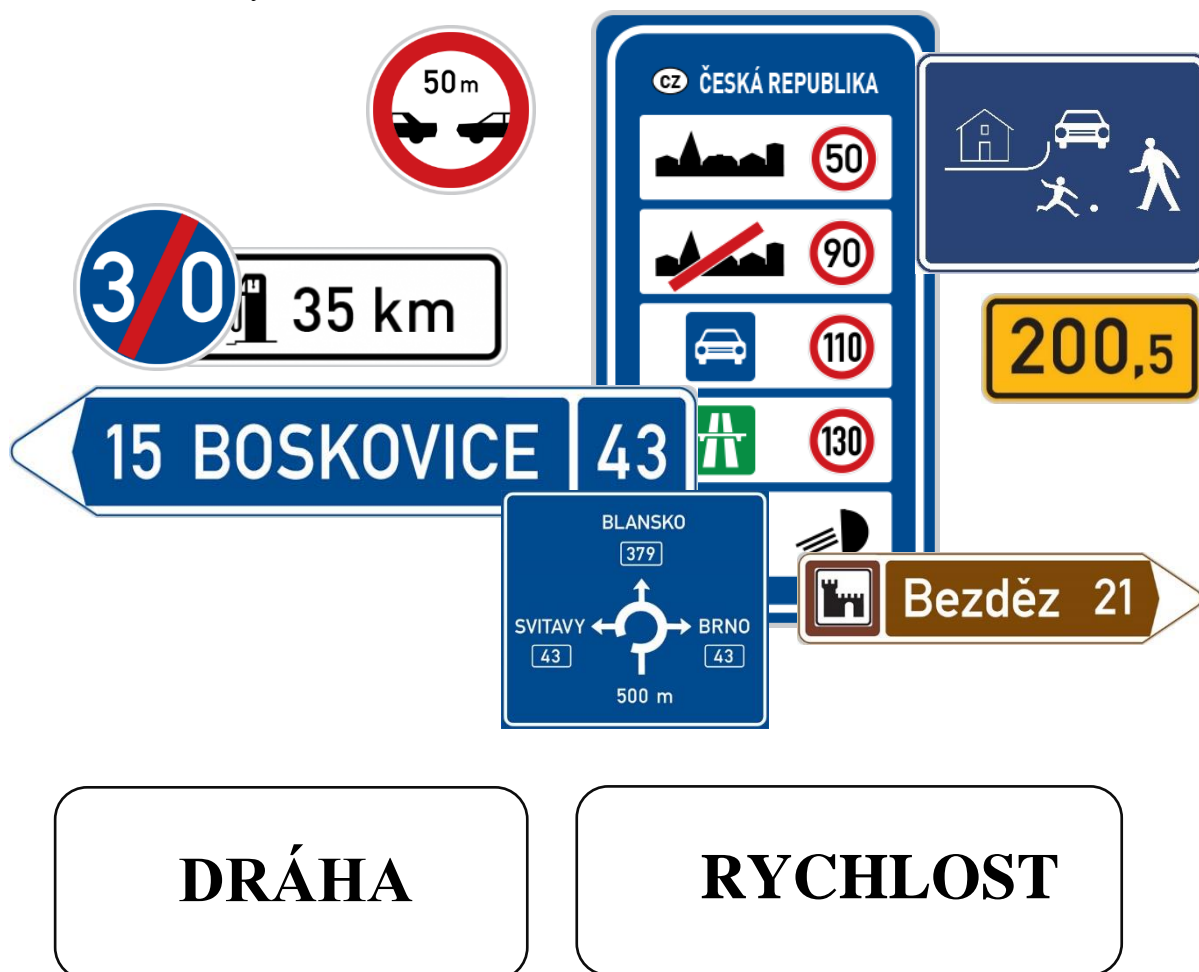 50 m
CZ ČESKÁ REPUBLIKA
50
90
110
130
30
35 km
200,5
15 BOSKOVICE 43
BLANSKO
379
SVITAVY BRNO
43 43
500 m
Bezděz 21
DRÁHA RYCHLOST